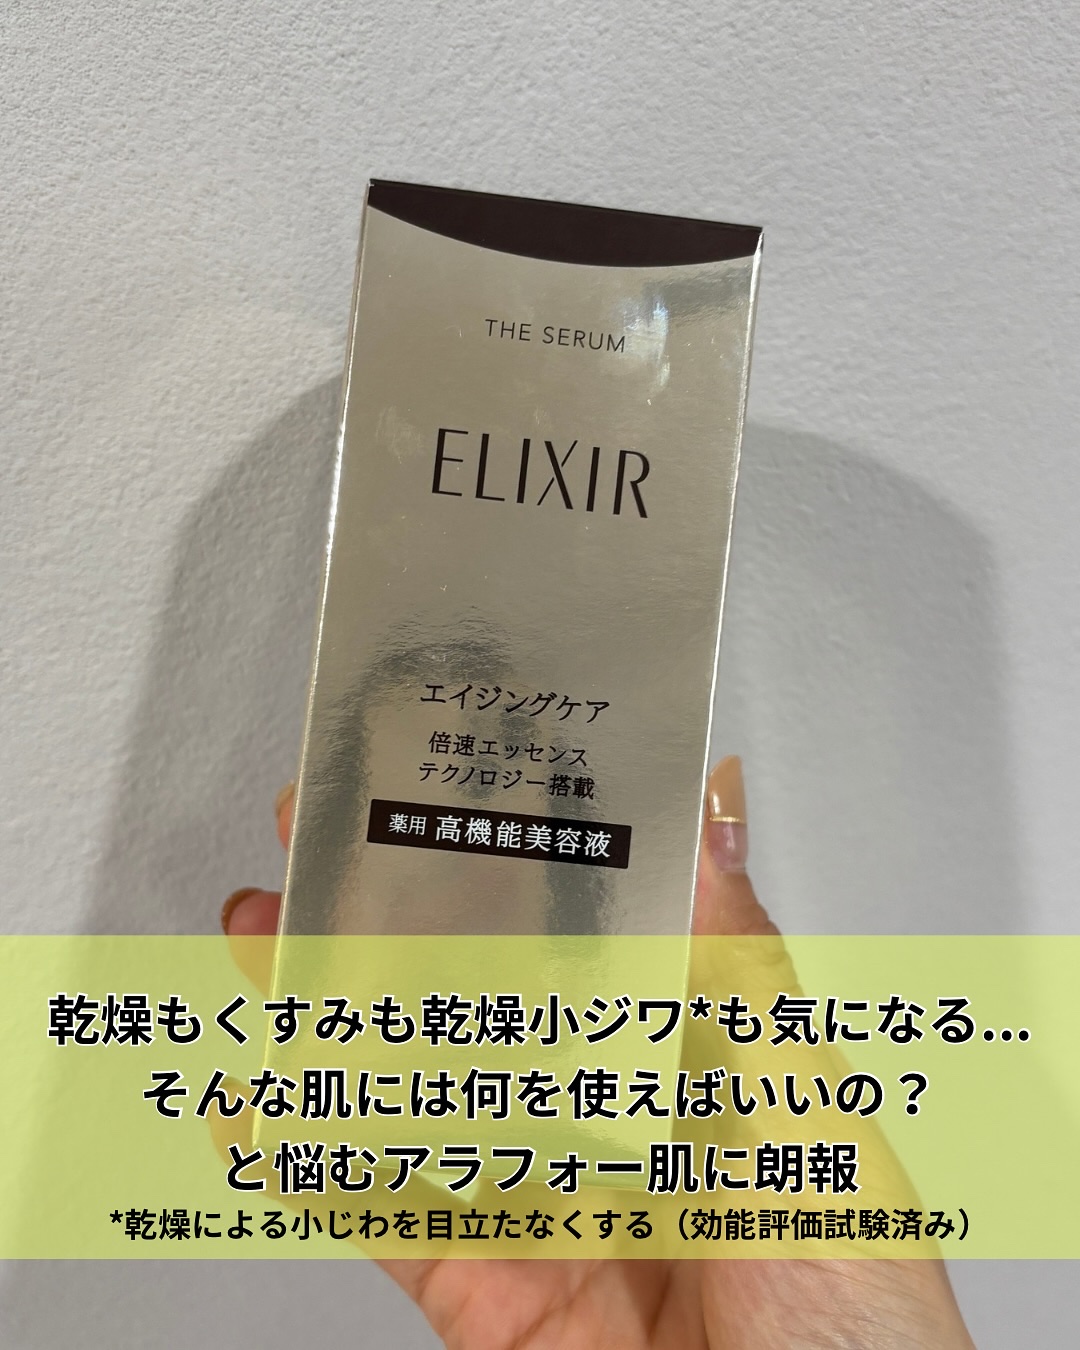 THE SERUM
ELIXIR
エイジングケア
倍速エッセンス
テクノロジー搭載
薬用 高機能美容液
乾燥もくすみも乾燥小ジワ*も気になる...
そんな肌には何を使えばいいの？
と悩むアラフォー肌に朗報
*乾燥による小じわを目立たなくする（効能評価試験済み）